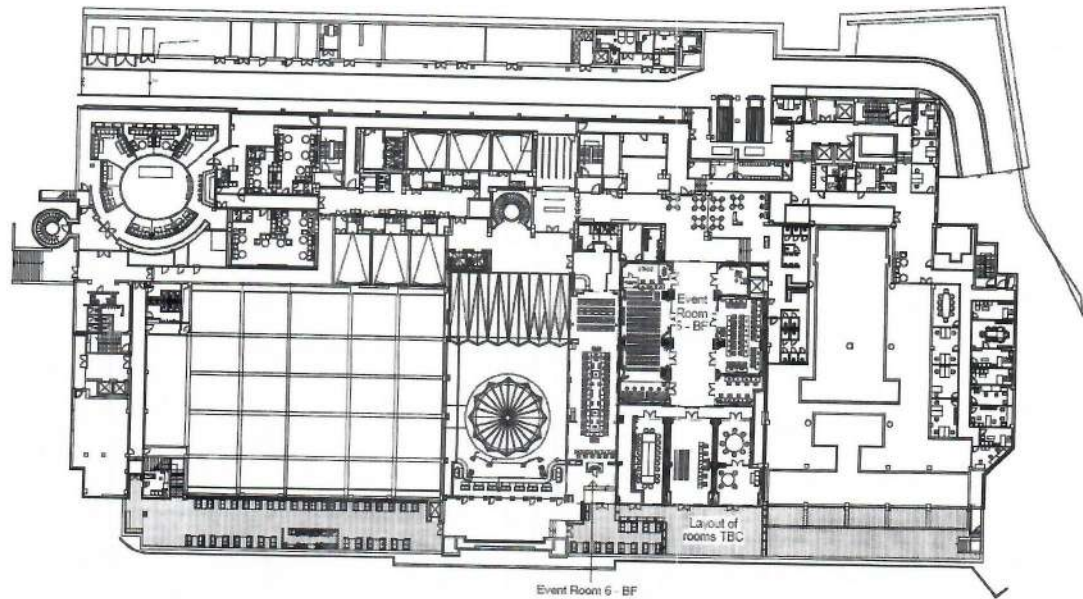 Event
Room
5 - BF
Layout of
rooms TBC
Event Room 6 - BF